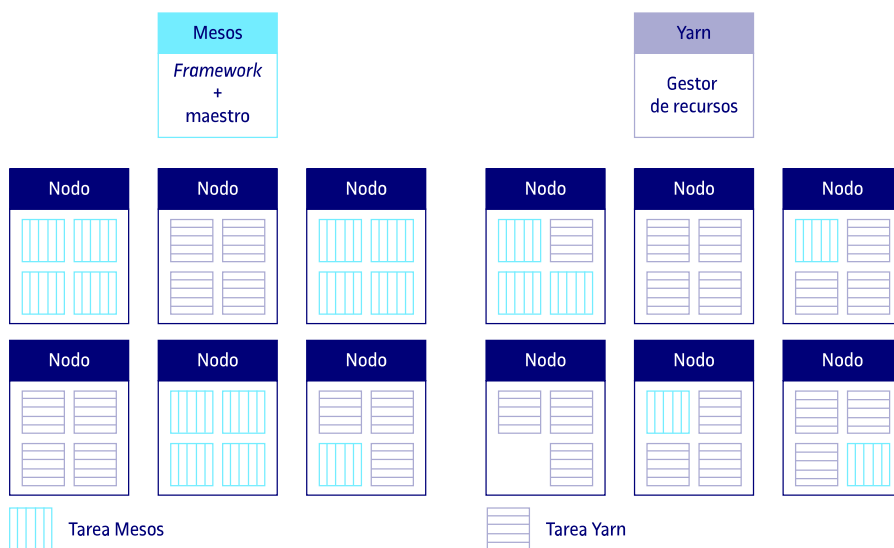 Mesos
Framework
+
maestro
Yarn
Gestor
de recursos
Nodo
Nodo
Nodo
Nodo
Nodo
Nodo
Nodo
Nodo
Nodo
Nodo
Nodo
Nodo
Tarea Mesos
Tarea Yarn